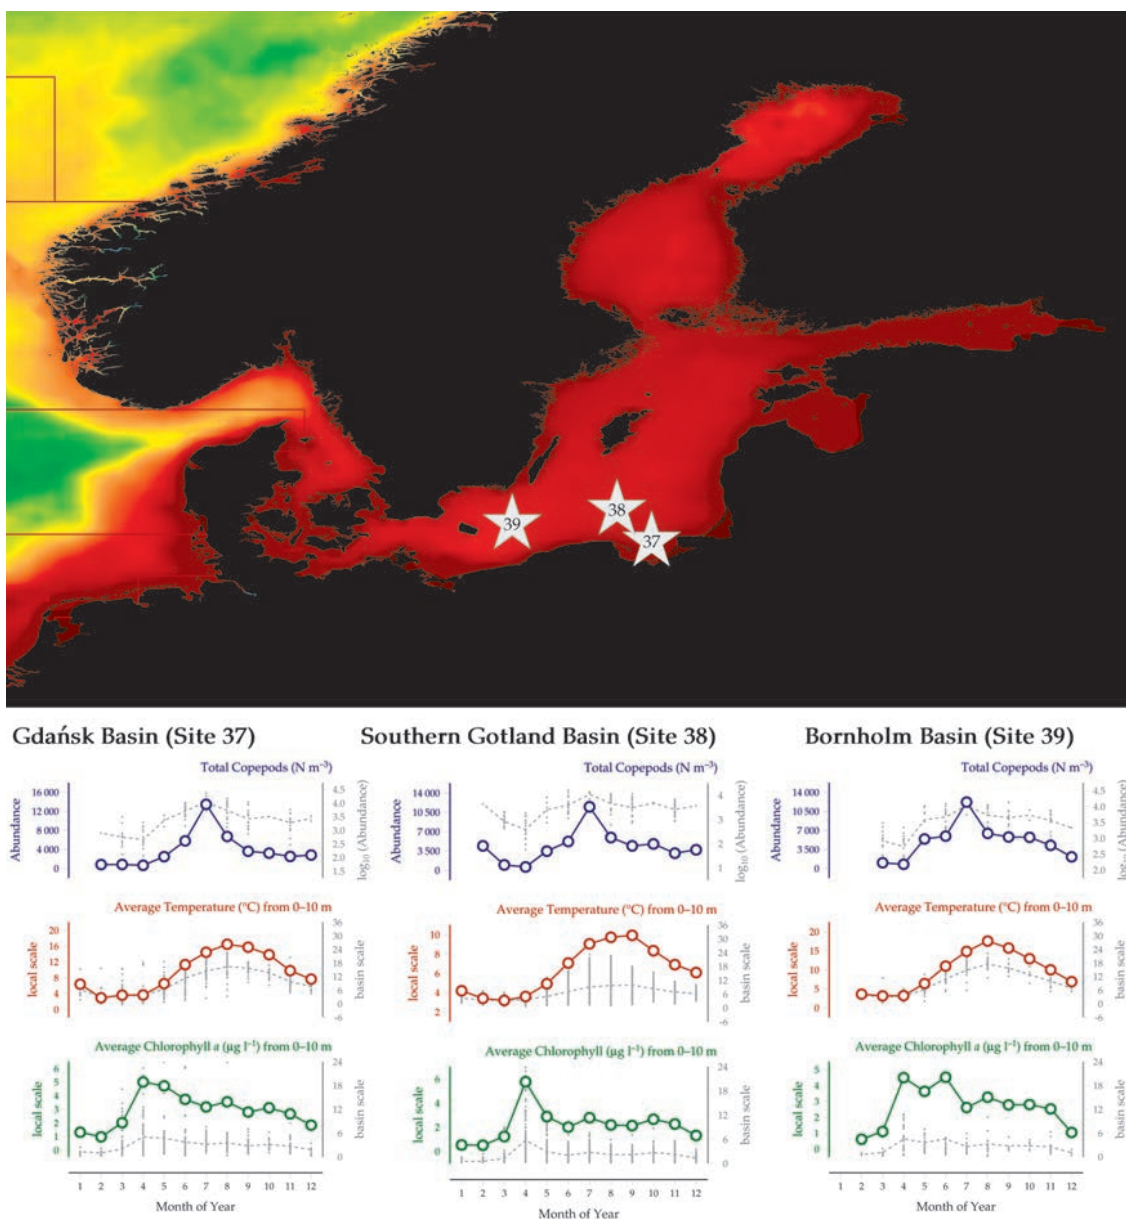 39
38
37
Gdańsk Basin (Site 37)
Total Copepods (N m⁻³)
Abundance
16 000
12 000
8 000
4 000
0
4.5
4.0
3.5
3.0
2.5
2.0
1.5
log₁₀ (Abundance)
Average Temperature (°C) from 0–10 m
local scale
20
16
12
8
4
0
36
30
24
18
12
6
0
-6
basin scale
Average Chlorophyll a (µg l⁻¹) from 0–10 m
local scale
6
5
4
3
2
1
0
24
18
12
6
0
basin scale
1 2 3 4 5 6 7 8 9 10 11 12
Month of Year
Southern Gotland Basin (Site 38)
Total Copepods (N m⁻³)
Abundance
14 000
10 500
7 000
3 500
0
4
3
2
1
log₁₀ (Abundance)
Average Temperature (°C) from 0–10 m
local scale
10
8
6
4
2
36
30
24
18
12
6
0
-6
basin scale
Average Chlorophyll (µg l⁻¹) from 0–10 m
local scale
6
4
2
0
24
18
12
6
0
basin scale
1 2 3 4 5 6 7 8 9 10 11 12
Month of Year
Bornholm Basin (Site 39)
Total Copepods (N m⁻³)
Abundance
14 000
10 500
7 000
3 500
0
4.5
4.0
3.5
3.0
2.5
2.0
log₁₀ (Abundance)
Average Temperature (°C) from 0–10 m
local scale
20
15
10
5
0
36
30
24
18
12
6
0
-6
basin scale
Average Chlorophyll a (µg l⁻¹) from 0–10 m
local scale
5
4
3
2
1
0
24
18
12
6
0
basin scale
1 2 3 4 5 6 7 8 9 10 11 12
Month of Year